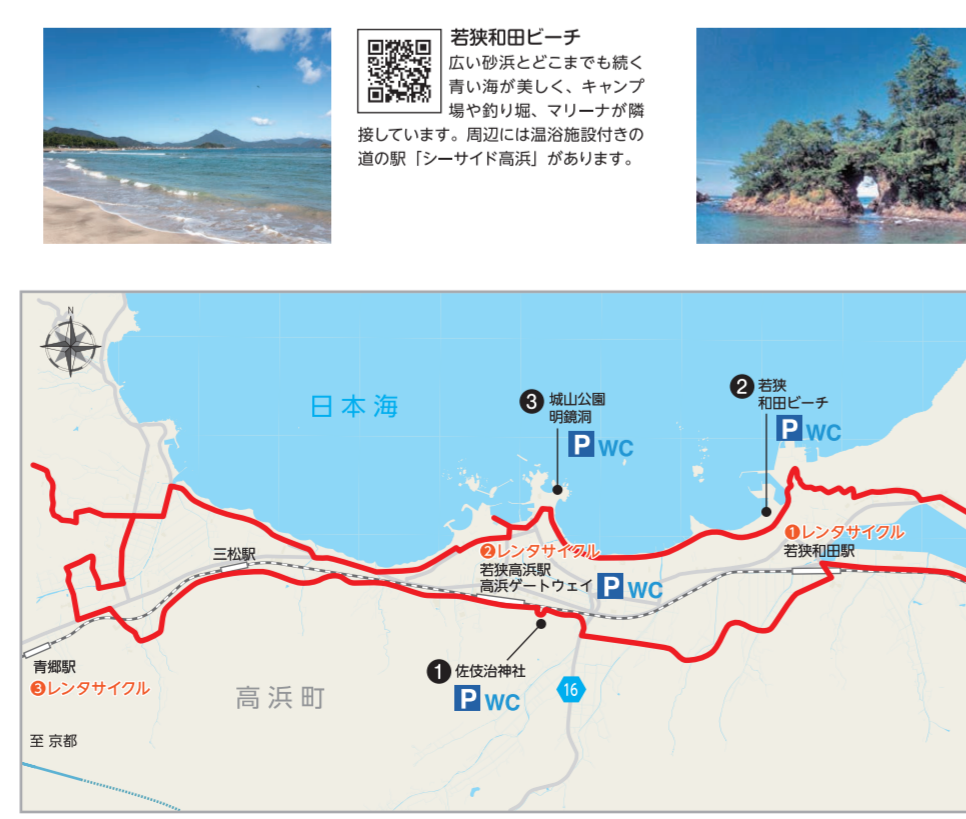 若狭和田ビーチ
広い砂浜とどこまでも続く
青い海が美しく、キャンプ
場や釣り堀、マリーナが隣
接しています。周辺には温浴施設付きの
道の駅「シーサイド高浜」があります。
N
日本海
❸ 城山公園
明鏡洞
P WC
❷ 若狭
和田ビーチ
P WC
❶レンタサイクル
若狭和田駅
三松駅
❷レンタサイクル
若狭高浜駅
高浜ゲートウェイ P WC
青郷駅
❸レンタサイクル
❶ 佐伎治神社
P WC
16
高浜町
至 京都